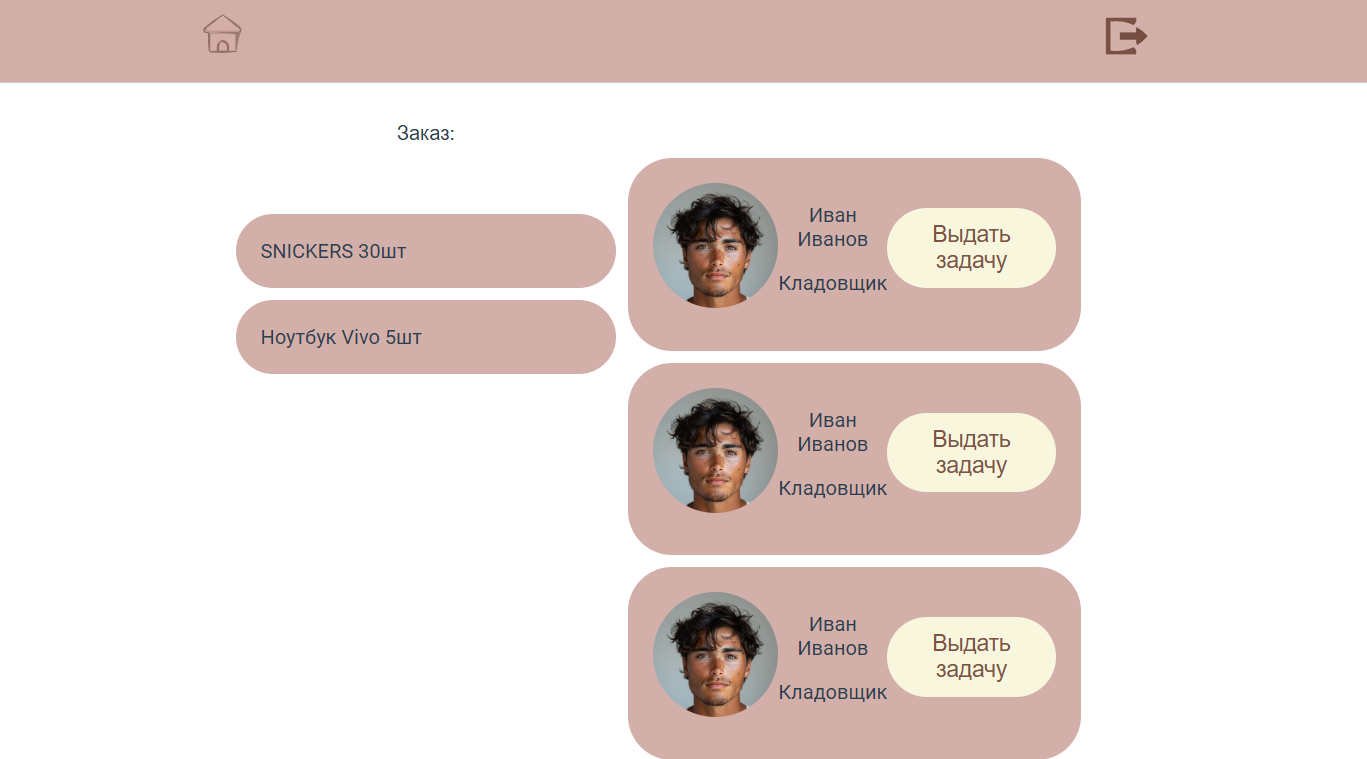 Заказ:
SNICKERS 30шт
Ноутбук Vivo 5шт
Иван
Иванов
Кладовщик
Выдать
задачу
Иван
Иванов
Кладовщик
Выдать
задачу
Иван
Иванов
Кладовщик
Выдать
задачу